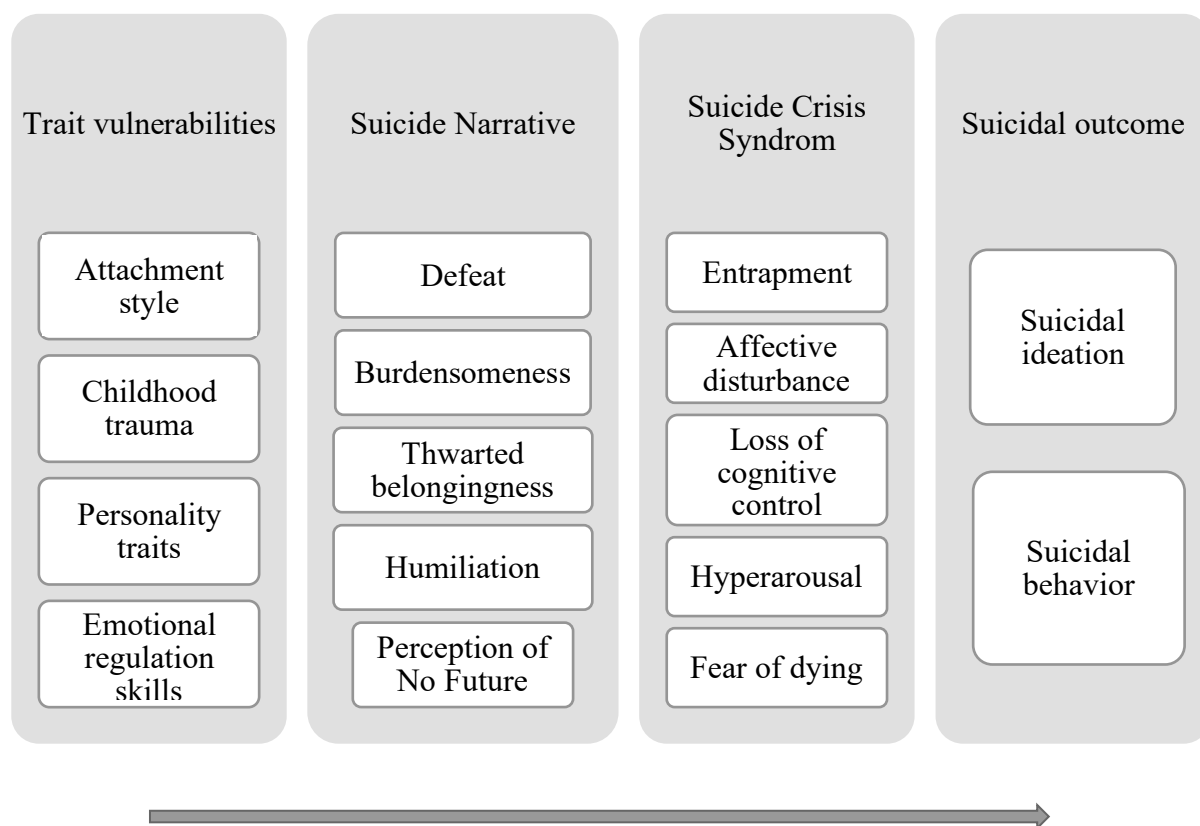 Trait vulnerabilities
Attachment
style
Childhood
trauma
Personality
traits
Emotional
regulation
skills
Suicide Narrative
Defeat
Burdensomeness
Thwarted
belongingness
Humiliation
Perception of
No Future
Suicide Crisis
Syndrom
Entrapment
Affective
disturbance
Loss of
cognitive
control
Hyperarousal
Fear of dying
Suicidal outcome
Suicidal
ideation
Suicidal
behavior